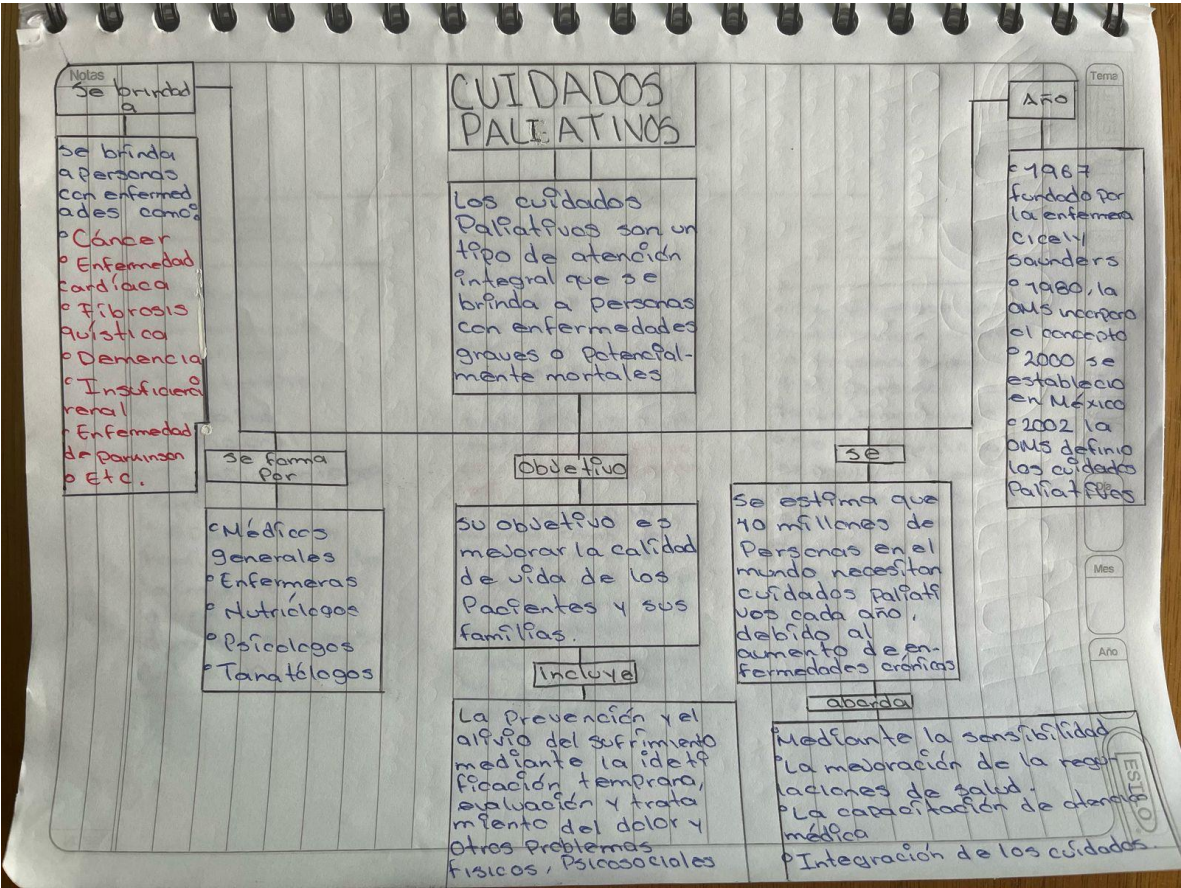 Notas
Se brindad
a
Se brinda
a personas
con enfermed
ades como:
Cáncer
Enfermedad
cardíaca
Fibrosis
quística
Demencia
Insuficienci
renal
Enfermedad
de parkinson
Etc.
CUIDADOS
PALIATINOS
Los cuidados
Paliativos son un
tipo de atención
integral que se
brinda a personas
con enfermedades
graves o potencial-
mente mortales
Tema
Año
1967
fundado por
la enfermera
cicely
saunders
1980, la
OMS incorporo
el concepto
2000 se
establecio
en México
2002 la
OMS definio
los cuidados
Paliativos
Se forma
Por
Médicos
generales
Enfermeras
Nutriólogos
Psicologos
Tanatólogos
Objetivo
Su objetivo es
mejorar la calidad
de vida de los
Pacientes y sus
familias.
Incluye
La prevención y el
alivio del sufrimiento
mediante la ideti
ficación temprana,
evaluación y trata
miento del dolor y
otros problemas
fisicos, psicosociales
se
Se estima que
40 millones de
Personas en el
mundo necesitan
cuidados paliati
vos cada año,
debido al
aumento de en-
fermedades crónicas
aborda
Mediante la sensibilidad
La mejoración de la regu-
laciones de salud.
La capacitación de atención
médica
Integración de los cuidados.
Mes
Año
ESTILO